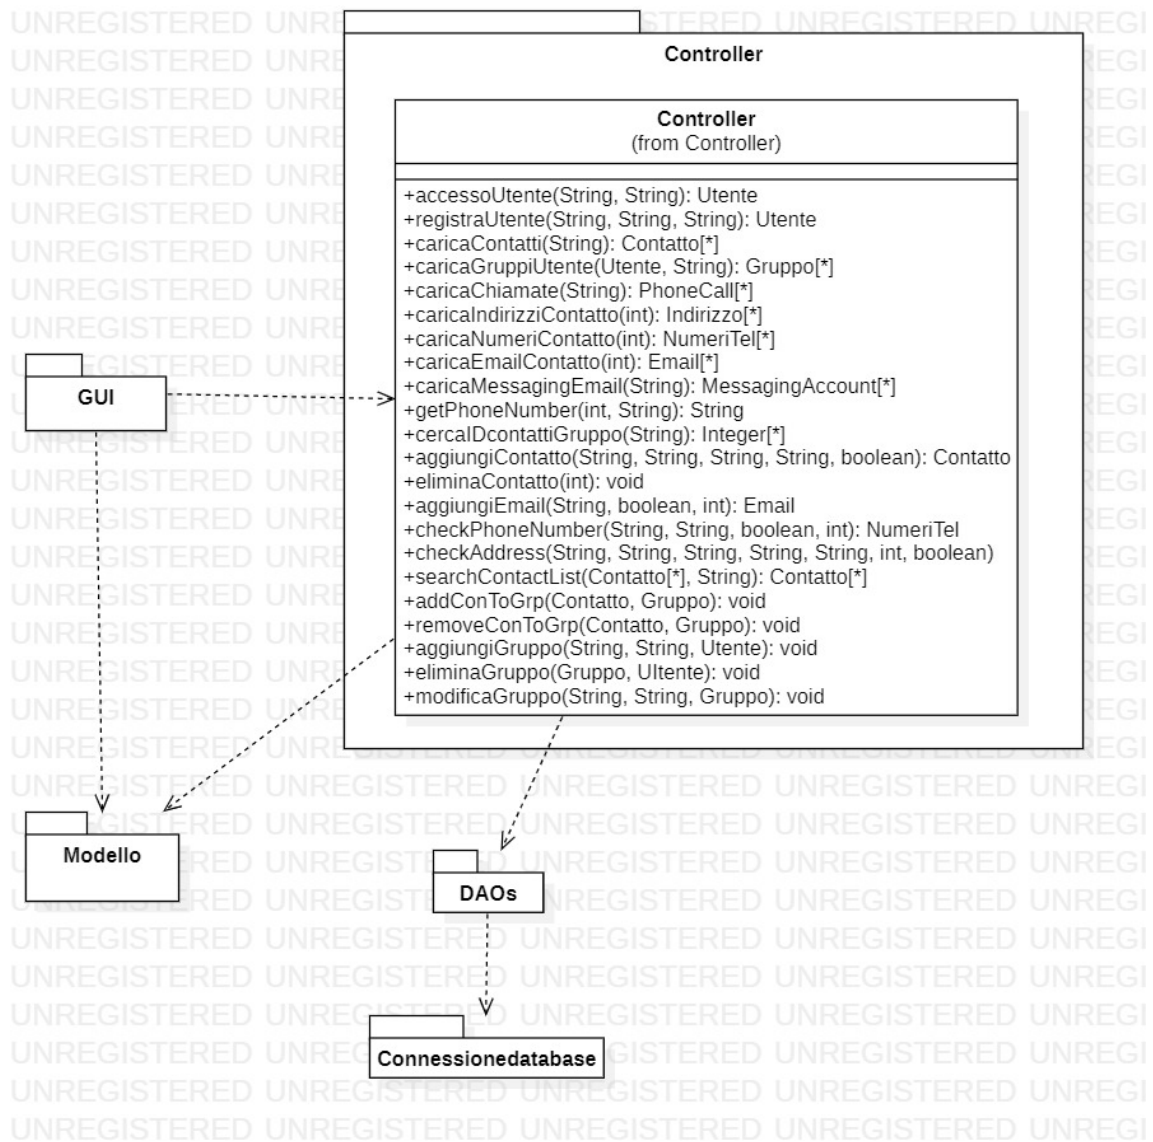 Controller
Controller
(from Controller)
+accessoUtente(String, String): Utente
+registraUtente(String, String, String): Utente
+caricaContatti(String): Contatto[*]
+caricaGruppiUtente(Utente, String): Gruppo[*]
+caricaChiamate(String): PhoneCall[*]
+caricaIndirizziContatto(int): Indirizzo[*]
+caricaNumeriContatto(int): NumeriTel[*]
+caricaEmailContatto(int): Email[*]
+caricaMessagingEmail(String): MessagingAccount[*]
+getPhoneNumber(int, String): String
+cercaIDcontattiGruppo(String): Integer[*]
+aggiungiContatto(String, String, String, String, boolean): Contatto
+eliminaContatto(int): void
+aggiungiEmail(String, boolean, int): Email
+checkPhoneNumber(String, String, boolean, int): NumeriTel
+checkAddress(String, String, String, String, String, int, boolean)
+searchContactList(Contatto[*], String): Contatto[*]
+addConToGrp(Contatto, Gruppo): void
+removeConToGrp(Contatto, Gruppo): void
+aggiungiGruppo(String, String, Utente): void
+eliminaGruppo(Gruppo, Ultente): void
+modificaGruppo(String, String, Gruppo): void
GUI
Modello
DAOs
Connessionedatabase
UNREGISTERED UNREGISTERED UNREGISTERED UNREGISTERED UNREGI